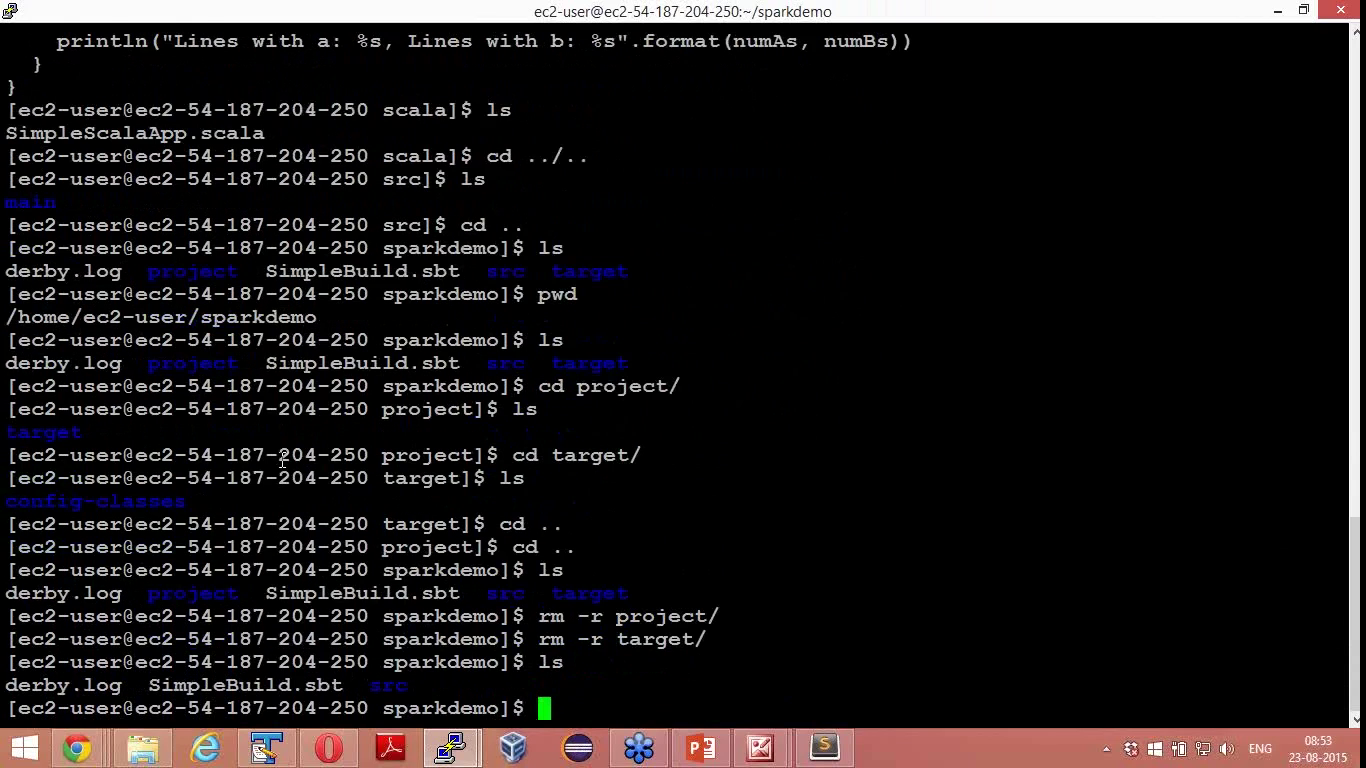 ec2-user@ec2-54-187-204-250:~/sparkdemo
println("Lines with a: %s, Lines with b: %s".format(numAs, numBs))
}
}
[ec2-user@ec2-54-187-204-250 scala]$ ls
SimpleScalaApp.scala
[ec2-user@ec2-54-187-204-250 scala]$ cd ../..
[ec2-user@ec2-54-187-204-250 src]$ ls
main
[ec2-user@ec2-54-187-204-250 src]$ cd ..
[ec2-user@ec2-54-187-204-250 sparkdemo]$ ls
derby.log project SimpleBuild.sbt src target
[ec2-user@ec2-54-187-204-250 sparkdemo]$ pwd
/home/ec2-user/sparkdemo
[ec2-user@ec2-54-187-204-250 sparkdemo]$ ls
derby.log project SimpleBuild.sbt src target
[ec2-user@ec2-54-187-204-250 sparkdemo]$ cd project/
[ec2-user@ec2-54-187-204-250 project]$ ls
target
[ec2-user@ec2-54-187-204-250 project]$ cd target/
[ec2-user@ec2-54-187-204-250 target]$ ls
config-classes
[ec2-user@ec2-54-187-204-250 target]$ cd ..
[ec2-user@ec2-54-187-204-250 project]$ cd ..
[ec2-user@ec2-54-187-204-250 sparkdemo]$ ls
derby.log project SimpleBuild.sbt src target
[ec2-user@ec2-54-187-204-250 sparkdemo]$ rm -r project/
[ec2-user@ec2-54-187-204-250 sparkdemo]$ rm -r target/
[ec2-user@ec2-54-187-204-250 sparkdemo]$ ls
derby.log SimpleBuild.sbt src
[ec2-user@ec2-54-187-204-250 sparkdemo]$
ENG
08:53
23-08-2015